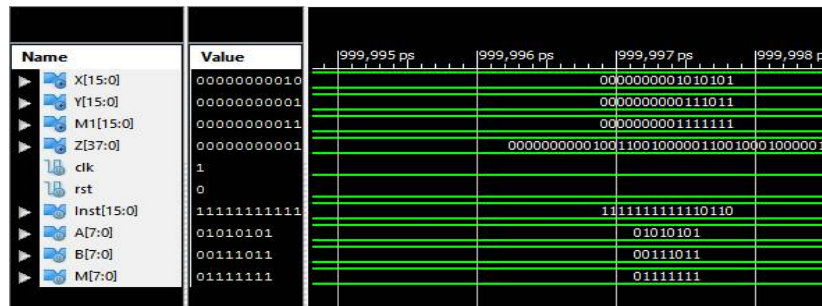 Name Value |999,995 ps |999,996 ps |999,997 ps |999,998 p
X[15:0] 00000000010 0000000001010101
Y[15:0] 00000000001 0000000000111011
M1[15:0] 00000000011 0000000001111111
Z[37:0] 00000000001 00000000001001100100000110010001000001
clk 1
rst 0
Inst[15:0] 11111111111 1111111111110110
A[7:0] 01010101 01010101
B[7:0] 00111011 00111011
M[7:0] 01111111 01111111